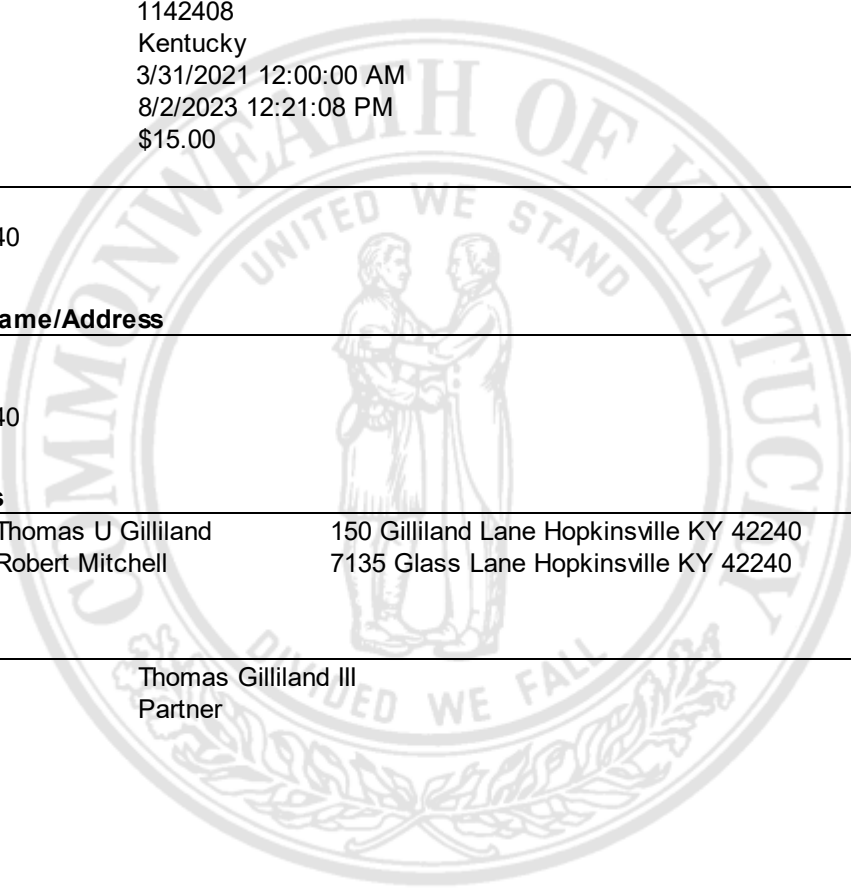 1142408
Kentucky
3/31/2021 12:00:00 AM
8/2/2023 12:21:08 PM
$15.00
40
ame/Address
40
s
Thomas U Gilliland 150 Gilliland Lane Hopkinsville KY 42240
Robert Mitchell 7135 Glass Lane Hopkinsville KY 42240
Thomas Gilliland III
Partner
COMMONWEALTH OF KENTUCKY
UNITED WE STAND
DIVIDED WE FALL